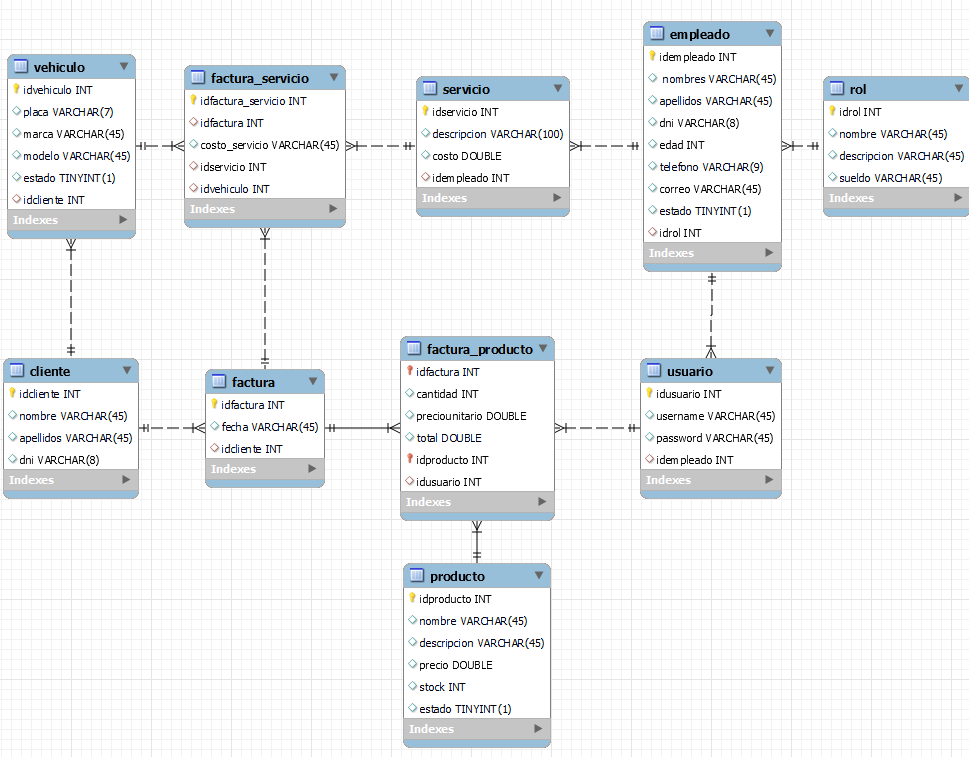 vehiculo
idvehiculo INT
placa VARCHAR(7)
marca VARCHAR(45)
modelo VARCHAR(45)
estado TINYINT(1)
idcliente INT
Indexes
factura_servicio
idfactura_servicio INT
idfactura INT
costo_servicio VARCHAR(45)
idservicio INT
idvehiculo INT
Indexes
servicio
idservicio INT
descripcion VARCHAR(100)
costo DOUBLE
idempleado INT
Indexes
empleado
idempleado INT
nombres VARCHAR(45)
apellidos VARCHAR(45)
dni VARCHAR(8)
edad INT
telefono VARCHAR(9)
correo VARCHAR(45)
estado TINYINT(1)
idrol INT
Indexes
rol
idrol INT
nombre VARCHAR(45)
descripcion VARCHAR(45)
sueldo VARCHAR(45)
Indexes
cliente
idcliente INT
nombre VARCHAR(45)
apellidos VARCHAR(45)
dni VARCHAR(8)
Indexes
factura
idfactura INT
fecha VARCHAR(45)
idcliente INT
Indexes
factura_producto
idfactura INT
cantidad INT
preciounitario DOUBLE
total DOUBLE
idproducto INT
idusuario INT
Indexes
usuario
idusuario INT
username VARCHAR(45)
password VARCHAR(45)
idempleado INT
Indexes
producto
idproducto INT
nombre VARCHAR(45)
descripcion VARCHAR(45)
precio DOUBLE
stock INT
estado TINYINT(1)
Indexes